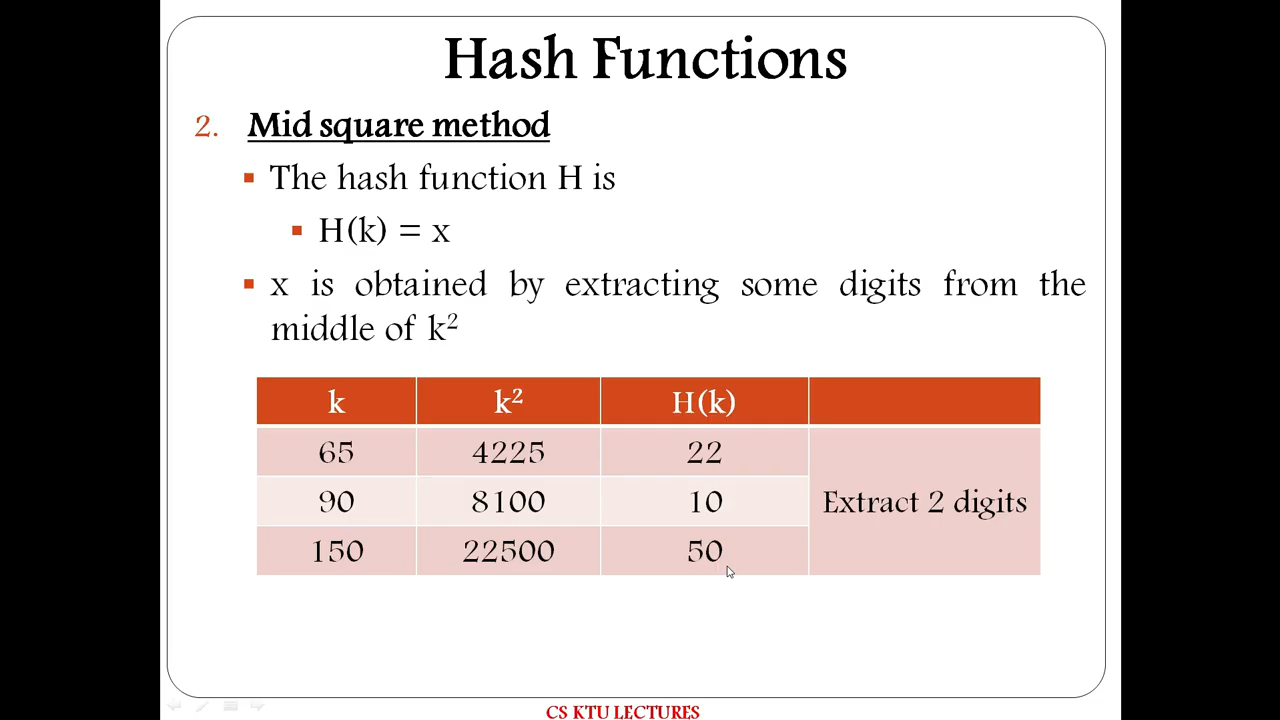 Hash Functions
2. Mid square method
▪ The hash function H is
▪ H(k) = x
▪ x is obtained by extracting some digits from the
middle of k²
k k² H(k)
65 4225 22
90 8100 10 Extract 2 digits
150 22500 50
CS KTU LECTURES